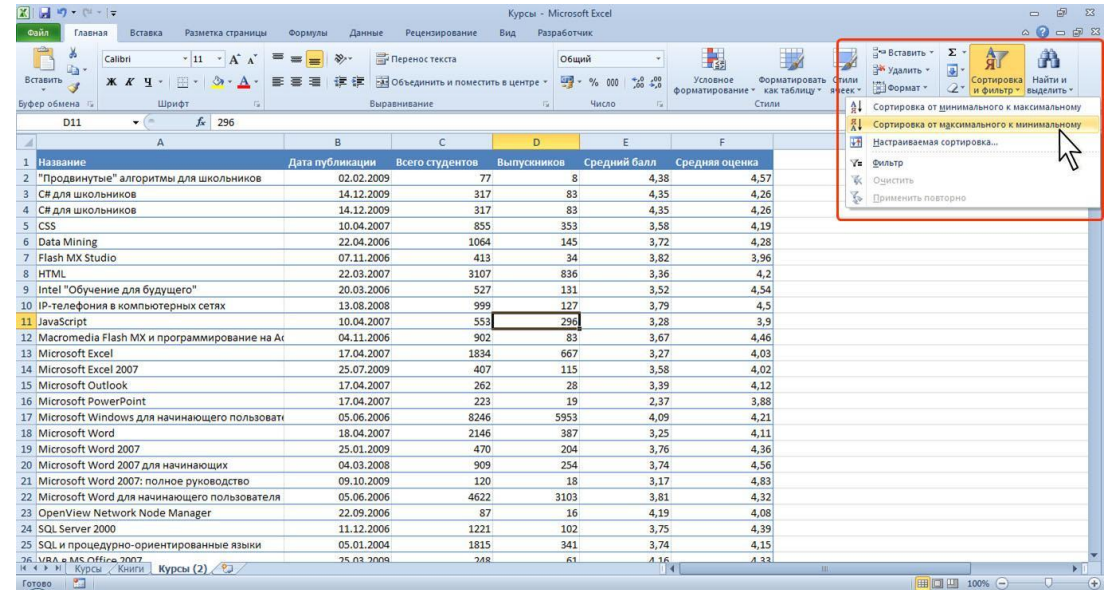 Курсы - Microsoft Excel
Файл Главная Вставка Разметка страницы Формулы Данные Рецензирование Вид Разработчик
Вставить
Буфер обмена
Calibri 11
Ж К Ч
Шрифт
Перенос текста
Объединить и поместить в центре
Выравнивание
Общий
% 000
Число
Условное форматирование
Форматировать как таблицу
Стили ячеек
Стили
Вставить
Удалить
Формат
Σ
Сортировка и фильтр
Найти и выделить
Сортировка от минимального к максимальному
Сортировка от максимального к минимальному
Настраиваемая сортировка...
Фильтр
Очистить
Применить повторно
D11 fx 296
A B C D E F
1 Название Дата публикации Всего студентов Выпускников Средний балл Средняя оценка
2 "Продвинутые" алгоритмы для школьников 02.02.2009 77 8 4,38 4,57
3 C# для школьников 14.12.2009 317 83 4,35 4,26
4 C# для школьников 14.12.2009 317 83 4,35 4,26
5 CSS 10.04.2007 855 353 3,58 4,19
6 Data Mining 22.04.2006 1064 145 3,72 4,28
7 Flash MX Studio 07.11.2006 413 34 3,82 3,96
8 HTML 22.03.2007 3107 836 3,36 4,2
9 Intel "Обучение для будущего" 20.03.2006 527 131 3,52 4,54
10 IP-телефония в компьютерных сетях 13.08.2008 999 127 3,79 4,5
11 JavaScript 10.04.2007 553 296 3,28 3,9
12 Macromedia Flash MX и программирование на Ac 04.11.2006 902 83 3,67 4,46
13 Microsoft Excel 17.04.2007 1834 667 3,27 4,03
14 Microsoft Excel 2007 25.07.2009 407 115 3,58 4,02
15 Microsoft Outlook 17.04.2007 262 28 3,39 4,12
16 Microsoft PowerPoint 17.04.2007 223 19 2,37 3,88
17 Microsoft Windows для начинающего пользовате 05.06.2006 8246 5953 4,09 4,21
18 Microsoft Word 18.04.2007 2146 387 3,25 4,11
19 Microsoft Word 2007 25.01.2009 470 204 3,76 4,36
20 Microsoft Word 2007 для начинающих 04.03.2008 909 254 3,74 4,56
21 Microsoft Word 2007: полное руководство 09.10.2009 120 18 3,17 4,83
22 Microsoft Word для начинающего пользователя 05.06.2006 4622 3103 3,81 4,32
23 OpenView Network Node Manager 22.09.2006 87 16 4,19 4,08
24 SQL Server 2000 11.12.2006 1221 102 3,75 4,39
25 SQL и процедурно-ориентированные языки 05.01.2004 1815 341 3,74 4,15
26 VBA в MS Office 2007 25.03.2009 248 61 4,16 4,33
Курсы Книги Курсы (2)
Готово 100%